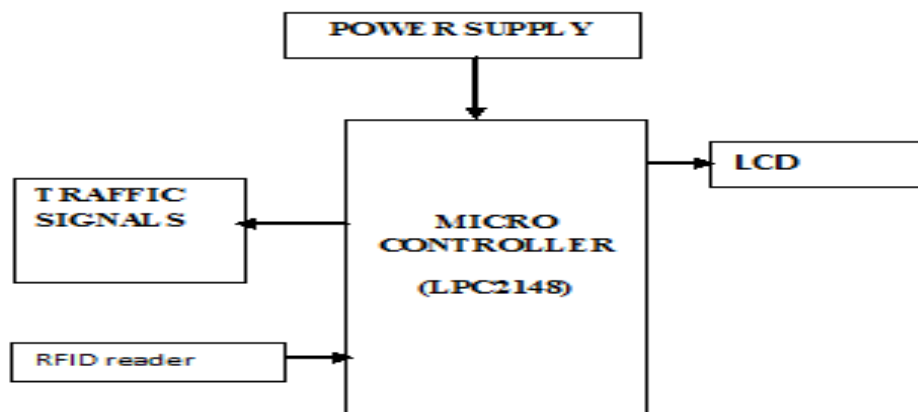 POWER SUPPLY
LCD
TRAFFIC
SIGNALS
MICRO
CONTROLLER
(LPC2148)
RFID reader